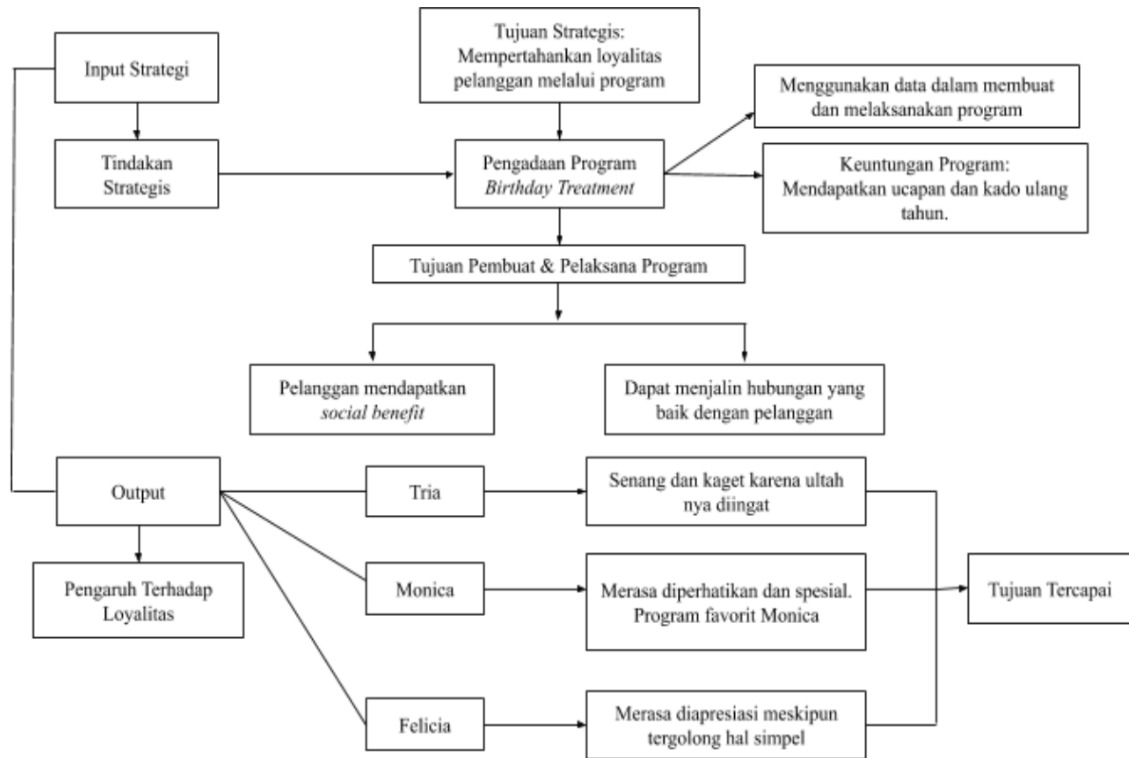 Input Strategi
Tujuan Strategis:
Mempertahankan loyalitas
pelanggan melalui program
Menggunakan data dalam membuat
dan melaksanakan program
Tindakan
Strategis
Pengadaan Program
Birthday Treatment
Keuntungan Program:
Mendapatkan ucapan dan kado ulang
tahun.
Tujuan Pembuat & Pelaksana Program
Pelanggan mendapatkan
social benefit
Dapat menjalin hubungan yang
baik dengan pelanggan
Output
Tria
Senang dan kaget karena ultah
nya diingat
Pengaruh Terhadap
Loyalitas
Monica
Merasa diperhatikan dan spesial.
Program favorit Monica
Tujuan Tercapai
Felicia
Merasa diapresiasi meskipun
tergolong hal simpel